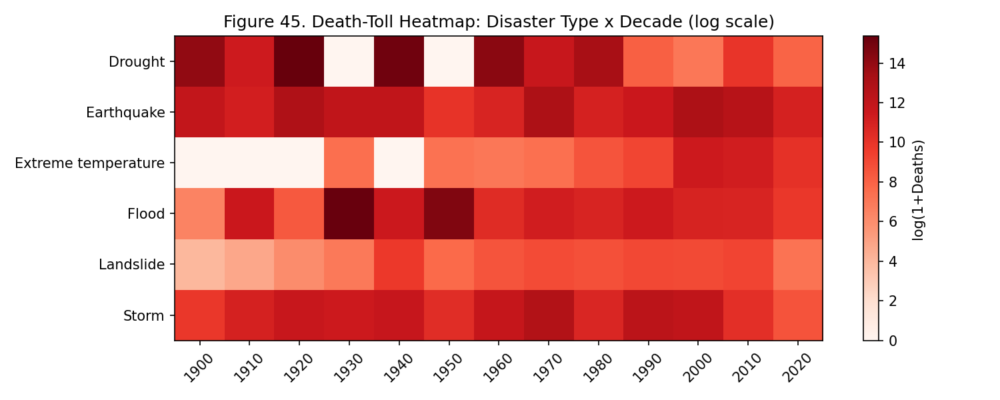 Figure 45. Death-Toll Heatmap: Disaster Type x Decade (log scale)
Drought
Earthquake
Extreme temperature
Flood
Landslide
Storm
1900
1910
1920
1930
1940
1950
1960
1970
1980
1990
2000
2010
2020
14
12
10
8
6
4
2
0
log(1+Deaths)